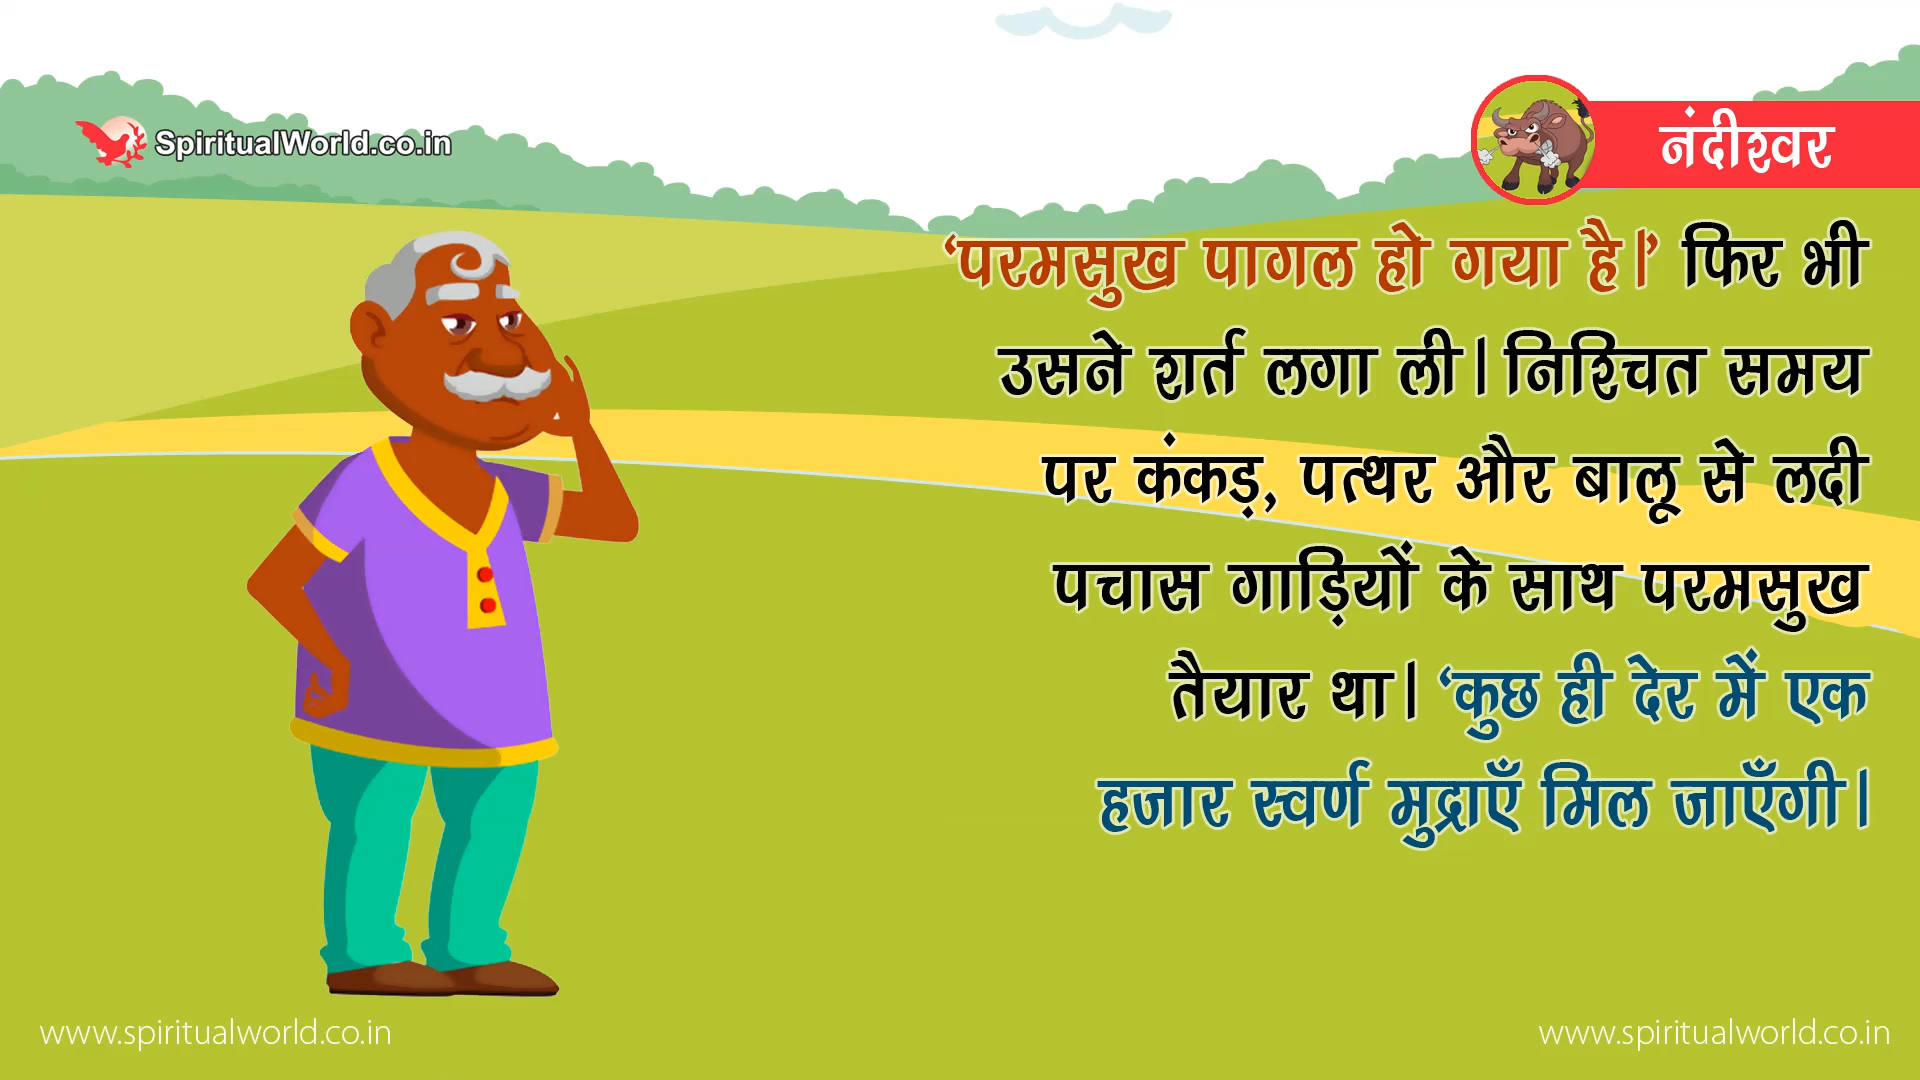 SpiritualWorld.co.in
नंदीश्वर
‘परमसुख पागल हो गया है।’ फिर भी
उसने शर्त लगा ली। निश्चित समय
पर कंकड़, पत्थर और बालू से लदी
पचास गाड़ियों के साथ परमसुख
तैयार था। ‘कुछ ही देर में एक
हजार स्वर्ण मुद्राएँ मिल जाएँगी।
www.spiritualworld.co.in
www.spiritualworld.co.in